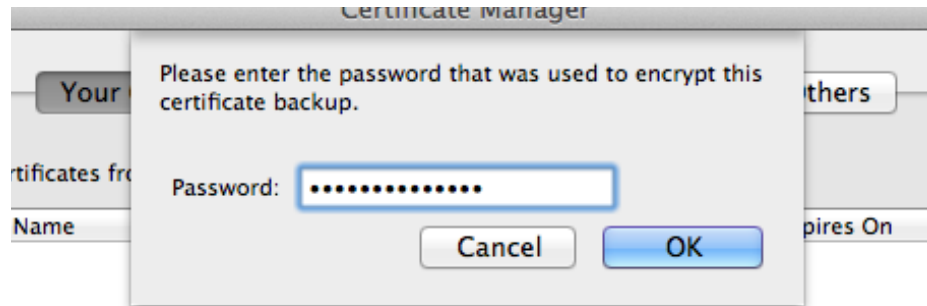 Certificate Manager
Please enter the password that was used to encrypt this
certificate backup.
Your
thers
rtificates fro
Password: ••••••••••••••
Name
pires On
Cancel
OK